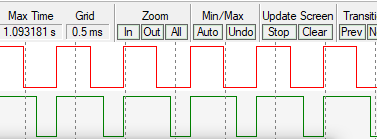 Max Time Grid Zoom Min/Max Update Screen
1.093181 s 0.5 ms In Out All Auto Undo Stop Clear Prev